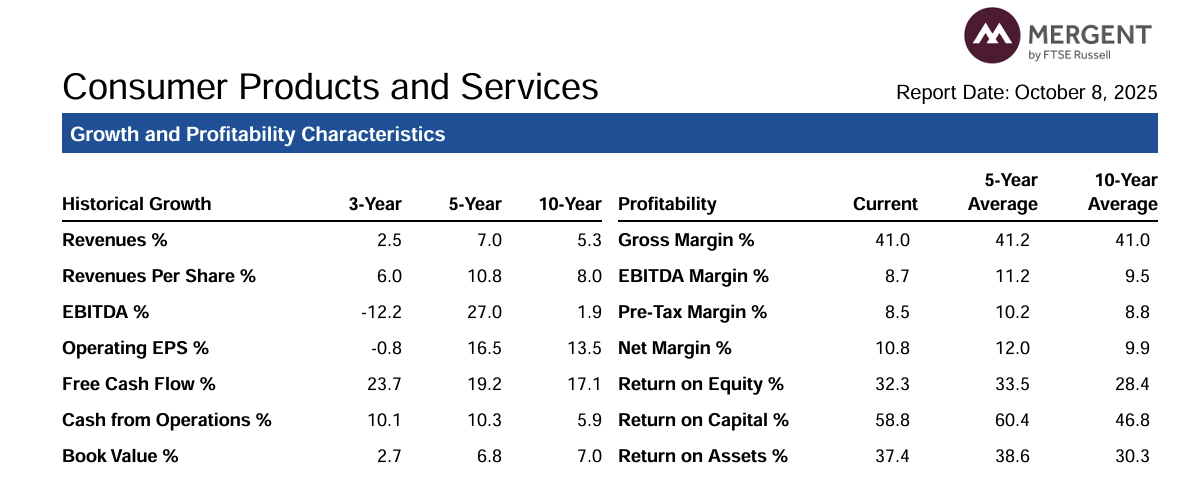 MERGENT
by FTSE Russell
Consumer Products and Services
Report Date: October 8, 2025
Growth and Profitability Characteristics
Historical Growth 3-Year 5-Year 10-Year Profitability Current 5-Year Average 10-Year Average
Revenues % 2.5 7.0 5.3 Gross Margin % 41.0 41.2 41.0
Revenues Per Share % 6.0 10.8 8.0 EBITDA Margin % 8.7 11.2 9.5
EBITDA % -12.2 27.0 1.9 Pre-Tax Margin % 8.5 10.2 8.8
Operating EPS % -0.8 16.5 13.5 Net Margin % 10.8 12.0 9.9
Free Cash Flow % 23.7 19.2 17.1 Return on Equity % 32.3 33.5 28.4
Cash from Operations % 10.1 10.3 5.9 Return on Capital % 58.8 60.4 46.8
Book Value % 2.7 6.8 7.0 Return on Assets % 37.4 38.6 30.3